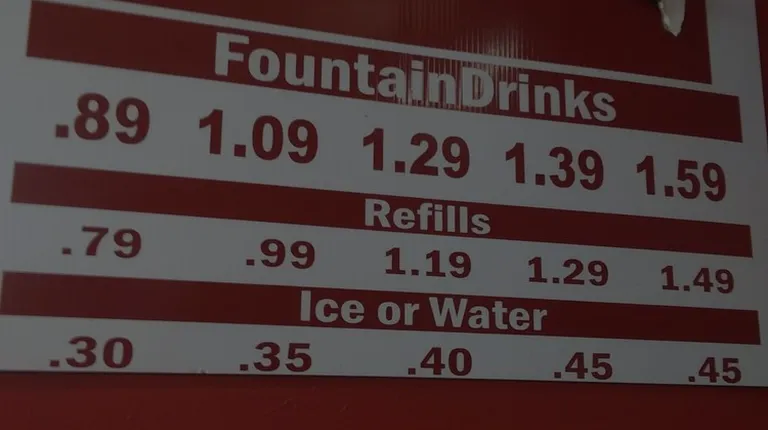 FountainDrinks
.89 1.09 1.29 1.39 1.59
Refills
.79 .99 1.19 1.29 1.49
Ice or Water
.30 .35 .40 .45 .45